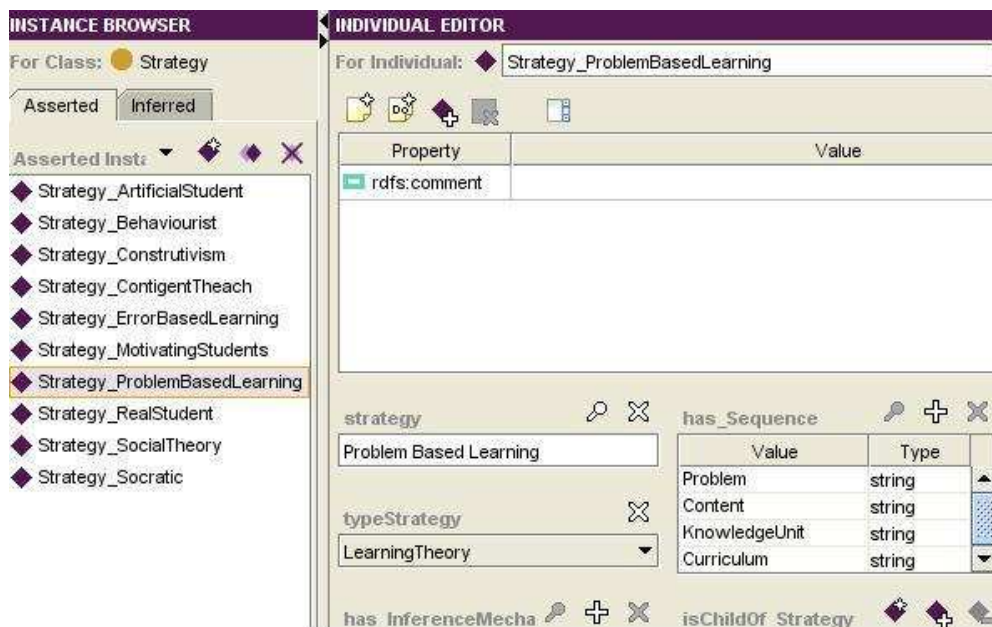 INSTANCE BROWSER
For Class: Strategy
Asserted Inferred
Asserted Insta
Strategy_ArtificialStudent
Strategy_Behaviourist
Strategy_Construtivism
Strategy_ContigentTheach
Strategy_ErrorBasedLearning
Strategy_MotivatingStudents
Strategy_ProblemBasedLearning
Strategy_RealStudent
Strategy_SocialTheory
Strategy_Socratic
INDIVIDUAL EDITOR
For Individual: Strategy_ProblemBasedLearning
Property Value
rdfs:comment
strategy
Problem Based Learning
typeStrategy
LearningTheory
has_InferenceMecha
has_Sequence
Value Type
Problem string
Content string
KnowledgeUnit string
Curriculum string
isChildOf_Strategy